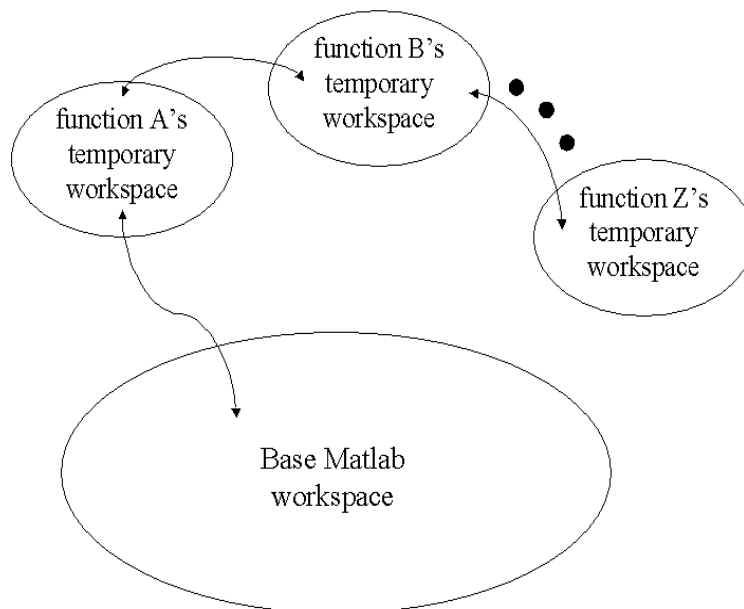 function B's
temporary
workspace
function A's
temporary
workspace
function Z's
temporary
workspace
Base Matlab
workspace